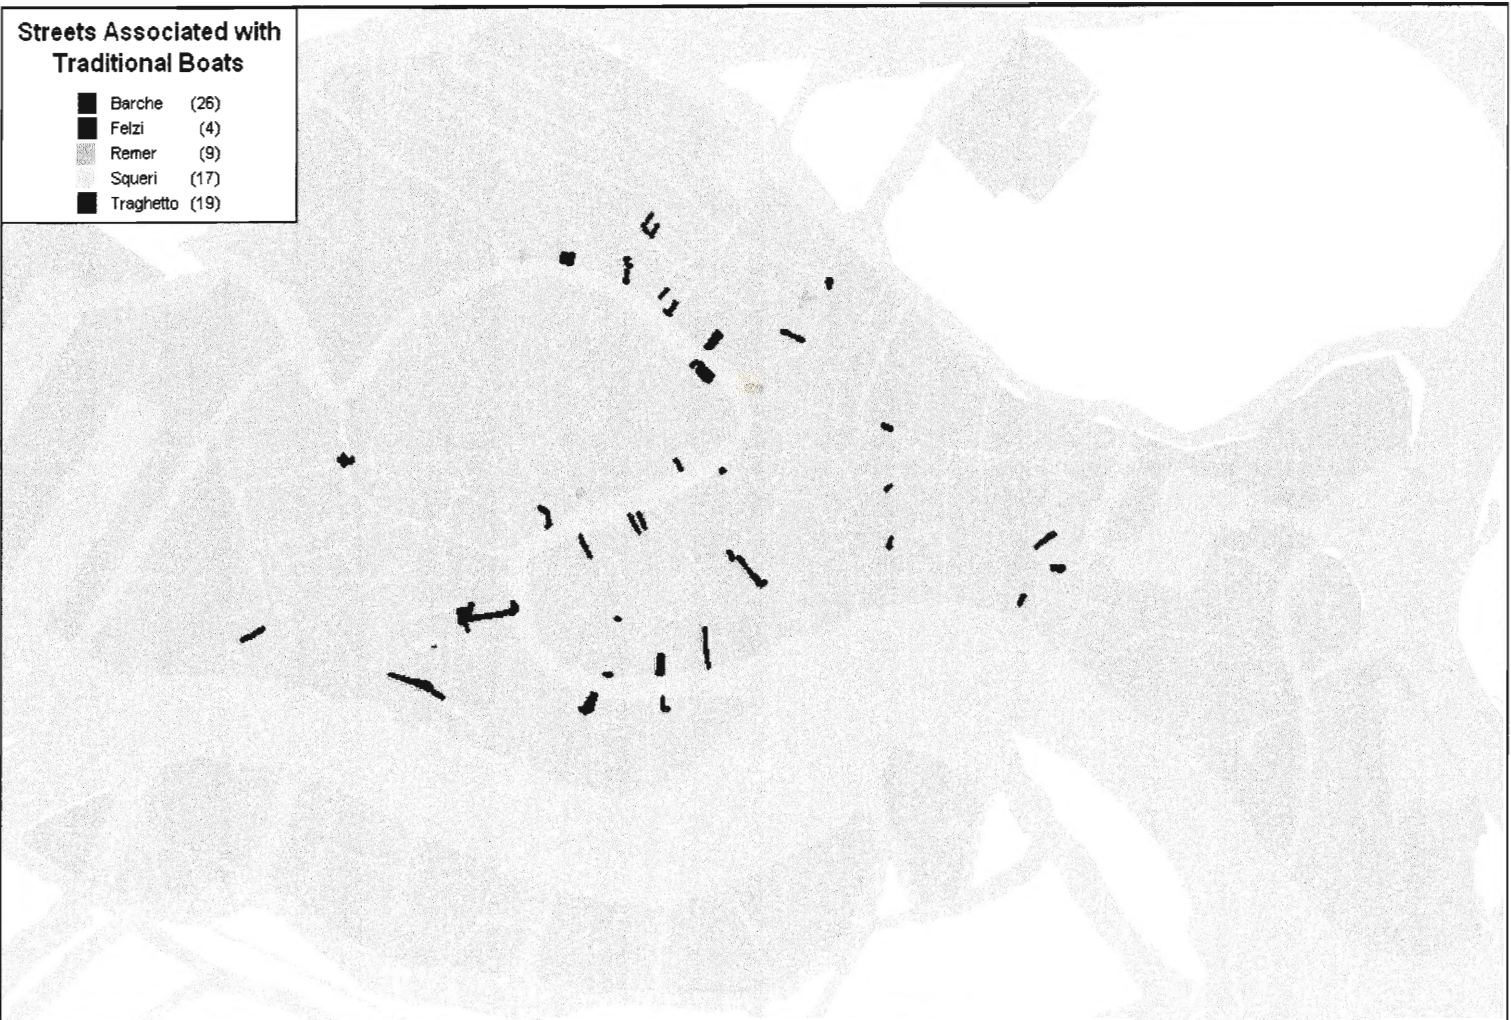 Streets Associated with
Traditional Boats
Barche (26)
Felzi (4)
Remer (9)
Squeri (17)
Traghetto (19)